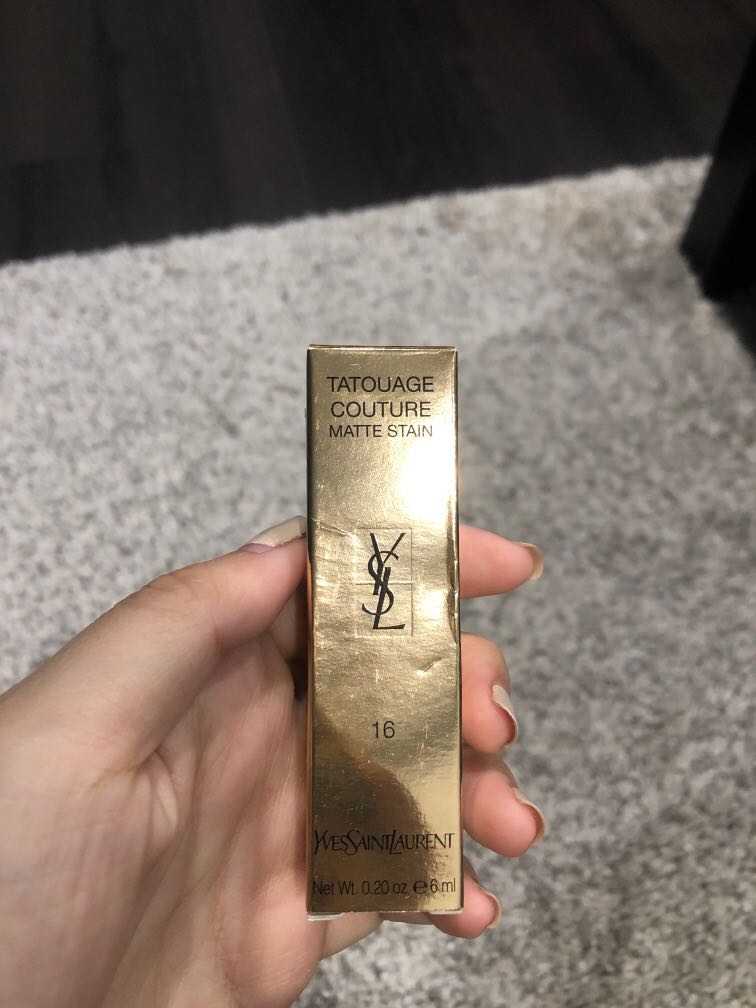 TATOUAGE
COUTURE
MATTE STAIN
YSL
16
YVESSAINTLAURENT
Net Wt. 0.20 oz. ℮ 6 ml